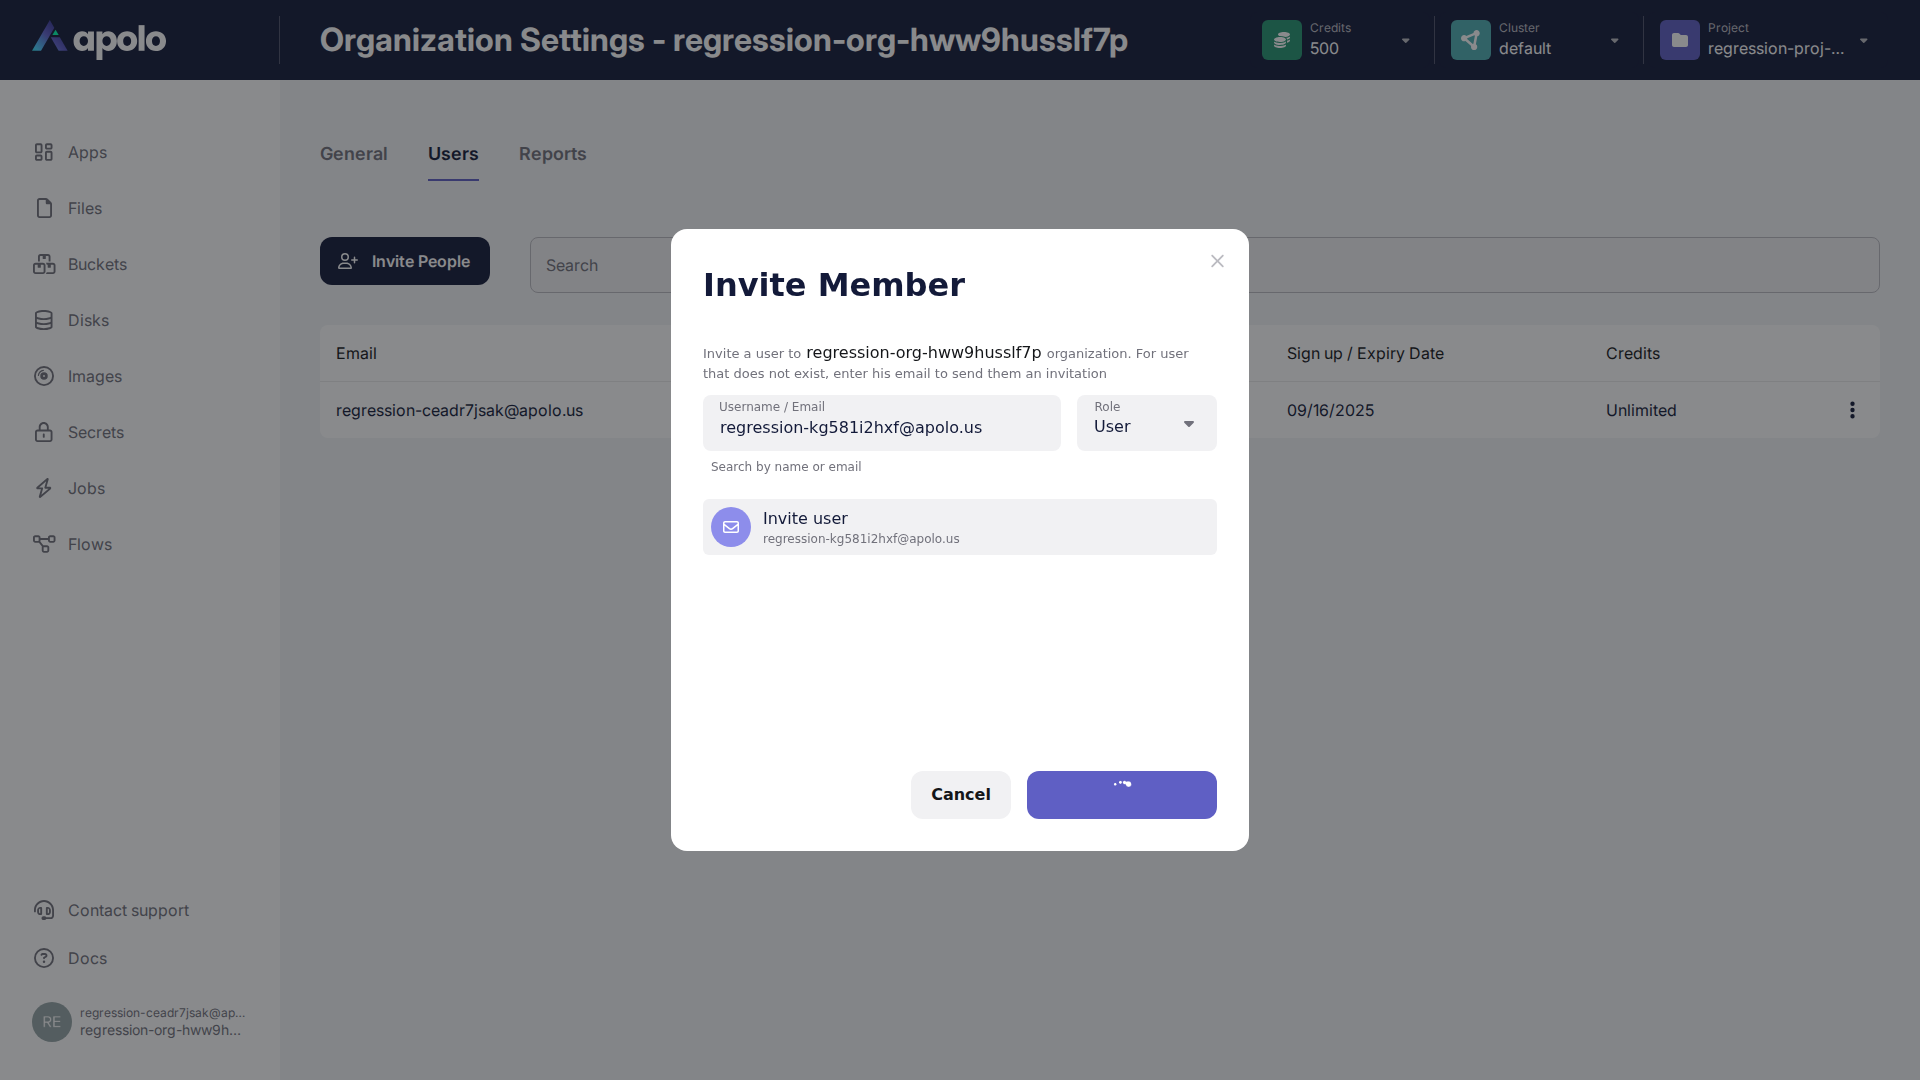 apolo
Organization Settings - regression-org-hww9husslf7p
Credits
500
Cluster
default
Project
regression-proj-...
Apps
Files
Buckets
Disks
Images
Secrets
Jobs
Flows
Contact support
Docs
RE
regression-ceadr7jsak@ap...
regression-org-hww9h...
General
Users
Reports
Invite People
Search
Email
Sign up / Expiry Date
Credits
regression-ceadr7jsak@apolo.us
09/16/2025
Unlimited
Invite Member
Invite a user to regression-org-hww9husslf7p organization. For user
that does not exist, enter his email to send them an invitation
Username / Email
regression-kg581i2hxf@apolo.us
Role
User
Search by name or email
Invite user
regression-kg581i2hxf@apolo.us
Cancel